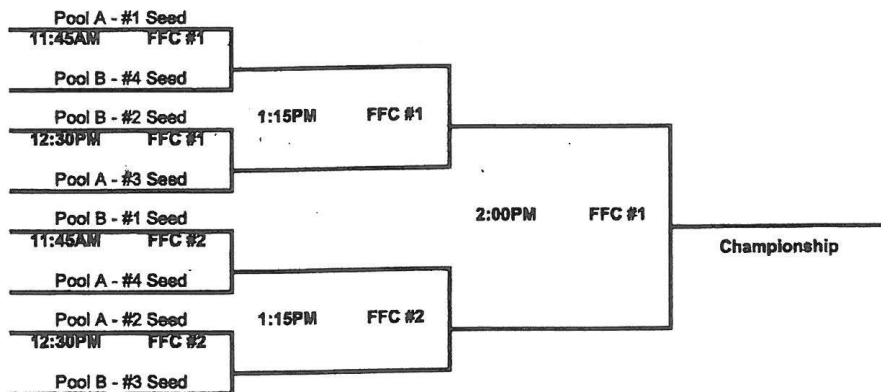 Pool A - #1 Seed
11:45AM FFC #1
Pool B - #4 Seed
Pool B - #2 Seed
1:15PM FFC #1
12:30PM FFC #1
Pool A - #3 Seed
Pool B - #1 Seed
2:00PM FFC #1
11:45AM FFC #2
Championship
Pool A - #4 Seed
Pool A - #2 Seed
1:15PM FFC #2
12:30PM FFC #2
Pool B - #3 Seed